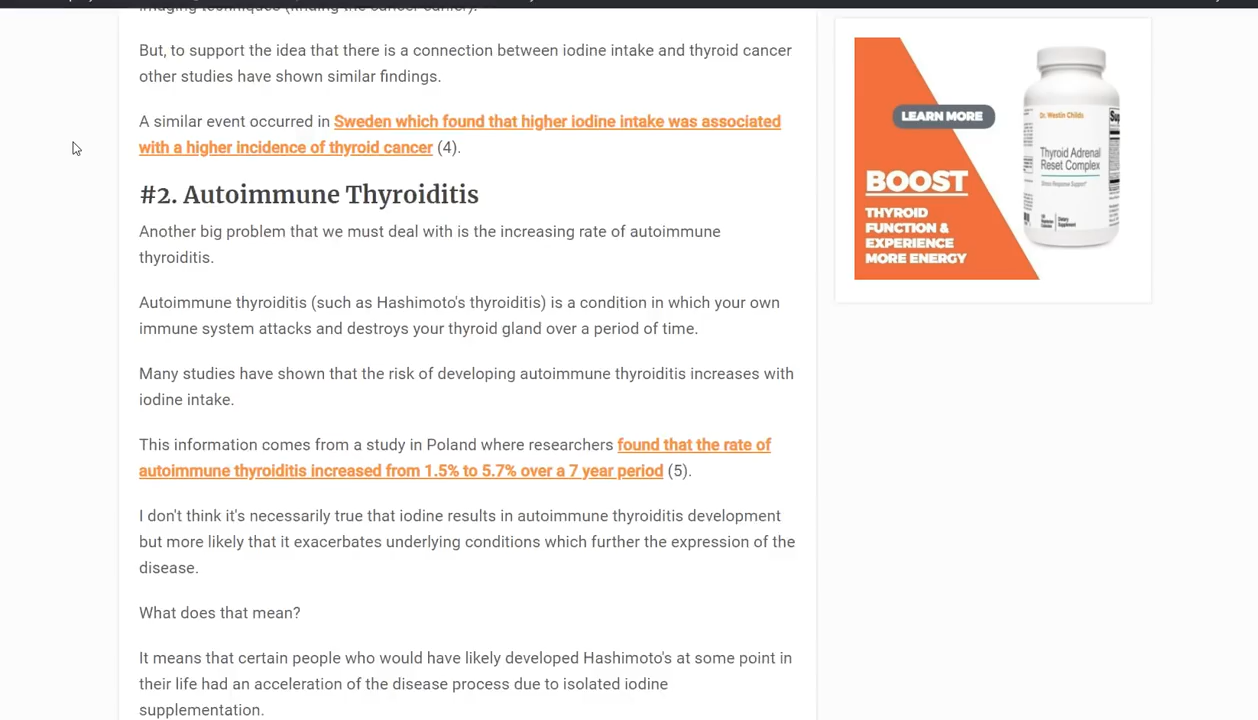 But, to support the idea that there is a connection between iodine intake and thyroid cancer
other studies have shown similar findings.
A similar event occurred in Sweden which found that higher iodine intake was associated
with a higher incidence of thyroid cancer (4).
#2. Autoimmune Thyroiditis
Another big problem that we must deal with is the increasing rate of autoimmune
thyroiditis.
Autoimmune thyroiditis (such as Hashimoto's thyroiditis) is a condition in which your own
immune system attacks and destroys your thyroid gland over a period of time.
Many studies have shown that the risk of developing autoimmune thyroiditis increases with
iodine intake.
This information comes from a study in Poland where researchers found that the rate of
autoimmune thyroiditis increased from 1.5% to 5.7% over a 7 year period (5).
I don't think it's necessarily true that iodine results in autoimmune thyroiditis development
but more likely that it exacerbates underlying conditions which further the expression of the
disease.
What does that mean?
It means that certain people who would have likely developed Hashimoto's at some point in
their life had an acceleration of the disease process due to isolated iodine
supplementation.
LEARN MORE
BOOST
THYROID
FUNCTION &
EXPERIENCE
MORE ENERGY
Dr. Westin Childs
Thyroid Adrenal
Reset Complex